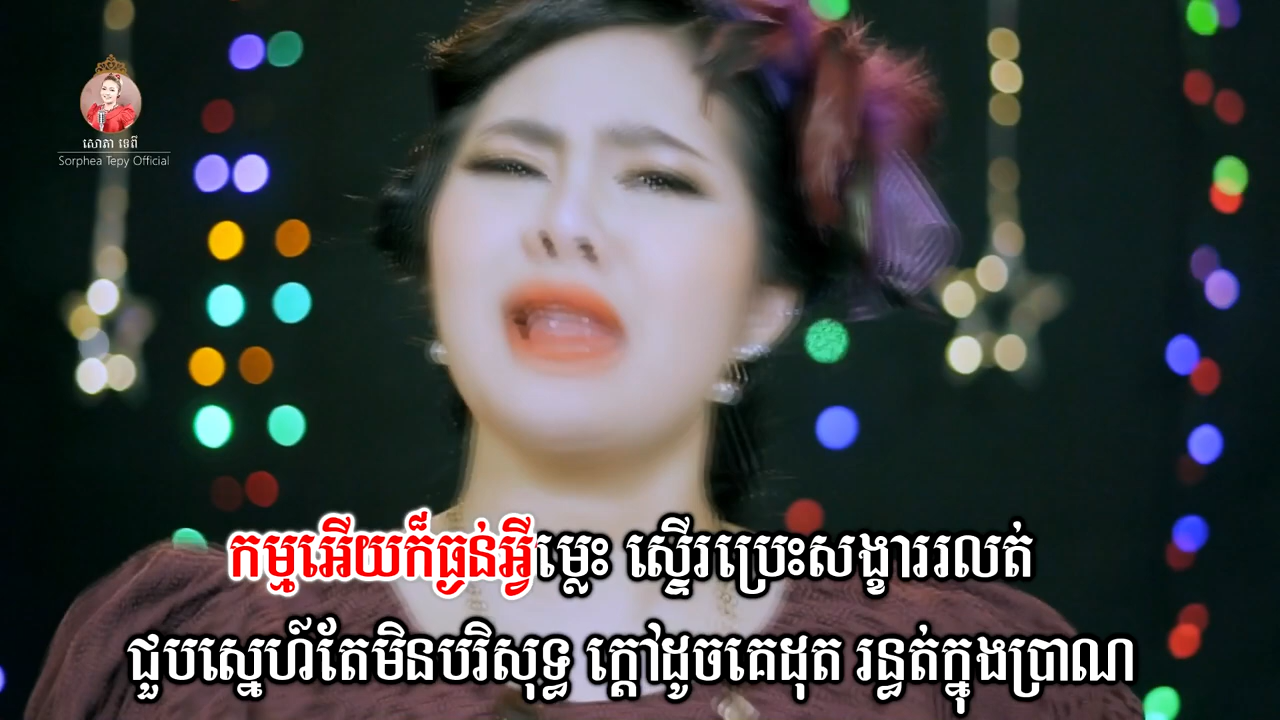 សោភា ទេពី
Sorphea Tepy Official
កម្មអើយក៏ធ្ងន់អ្វីម្លេះ ស្ទើរប្រេះសង្ខាររលត់
ជួបស្នេហ៍តែមិនបរិសុទ្ធ ក្ដៅដូចគេដុត រន្ធត់ក្នុងប្រាណ